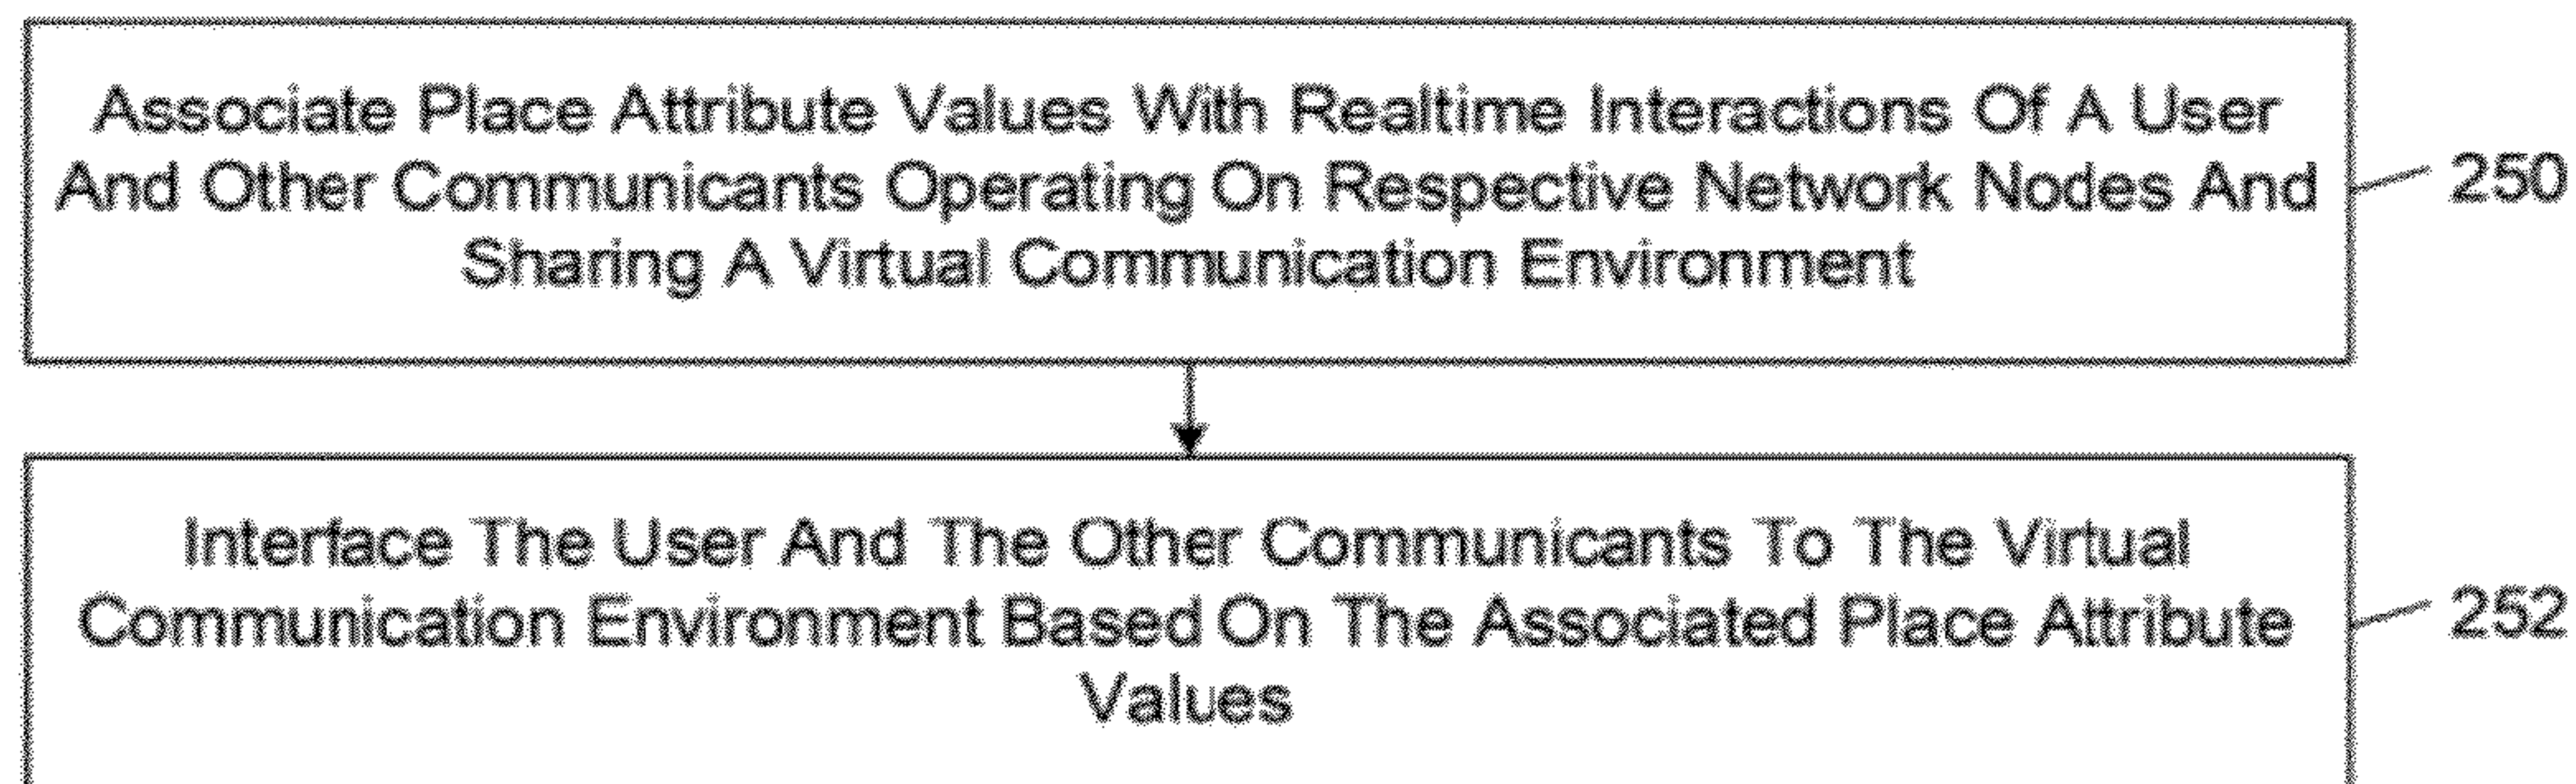 Associate Place Attribute Values With Realtime Interactions Of A User
And Other Communicants Operating On Respective Network Nodes And
Sharing A Virtual Communication Environment
250
Interface The User And The Other Communicants To The Virtual
Communication Environment Based On The Associated Place Attribute
Values
252